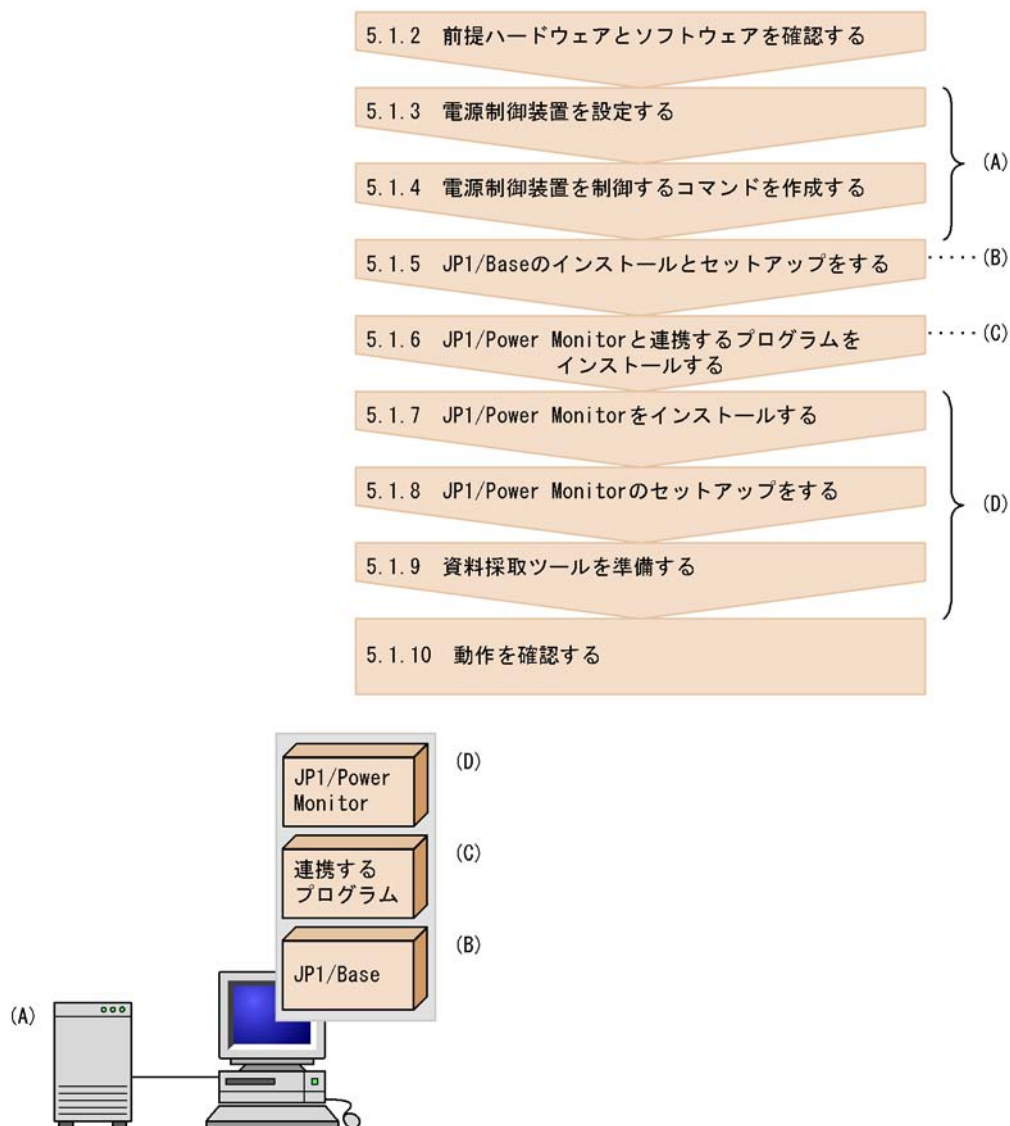 5.1.2 前提ハードウェアとソフトウェアを確認する
5.1.3 電源制御装置を設定する
(A)
5.1.4 電源制御装置を制御するコマンドを作成する
5.1.5 JP1/Baseのインストールとセットアップをする
(B)
5.1.6 JP1/Power Monitorと連携するプログラムを
インストールする
(C)
5.1.7 JP1/Power Monitorをインストールする
5.1.8 JP1/Power Monitorのセットアップをする
(D)
5.1.9 資料採取ツールを準備する
5.1.10 動作を確認する
JP1/Power
Monitor
(D)
連携する
プログラム
(C)
JP1/Base
(B)
(A)